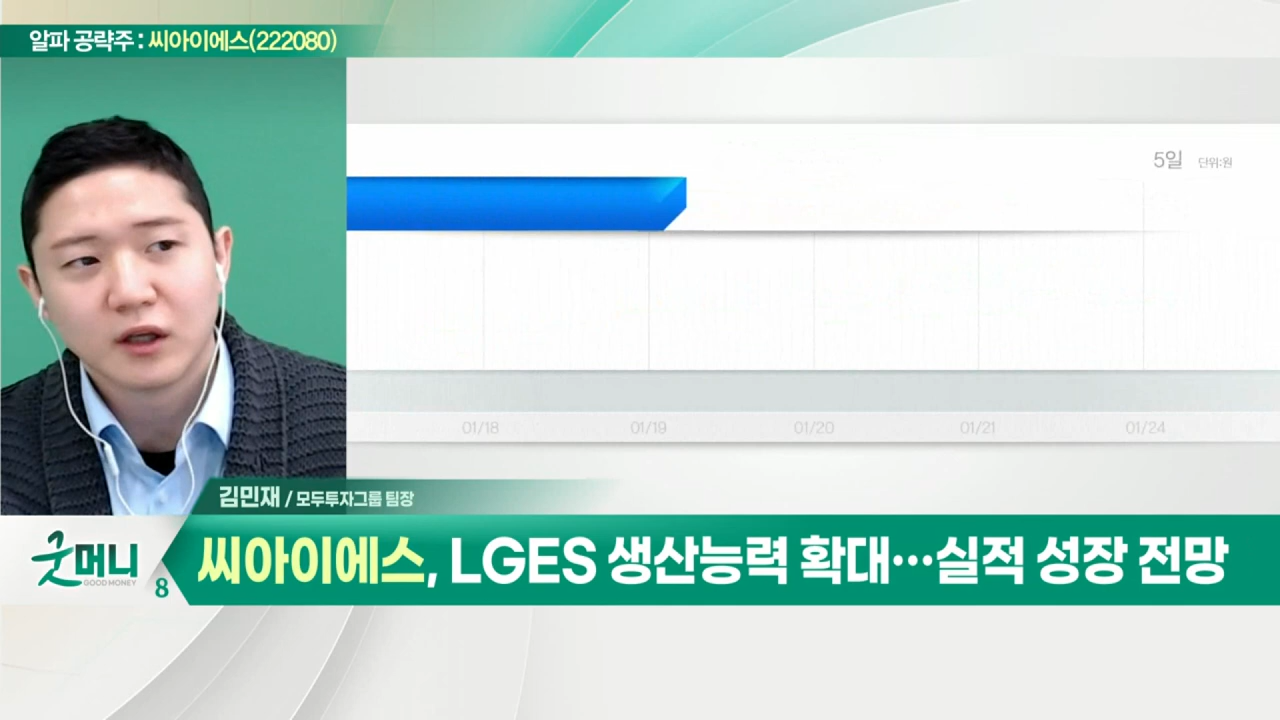 알파 공략주 : 씨아이에스(222080)
5일 단위:원
01/18 01/19 01/20 01/21 01/24
김민재 / 모두투자그룹 팀장
굿머니
GOOD MONEY
8
씨아이에스, LGES 생산능력 확대…실적 성장 전망